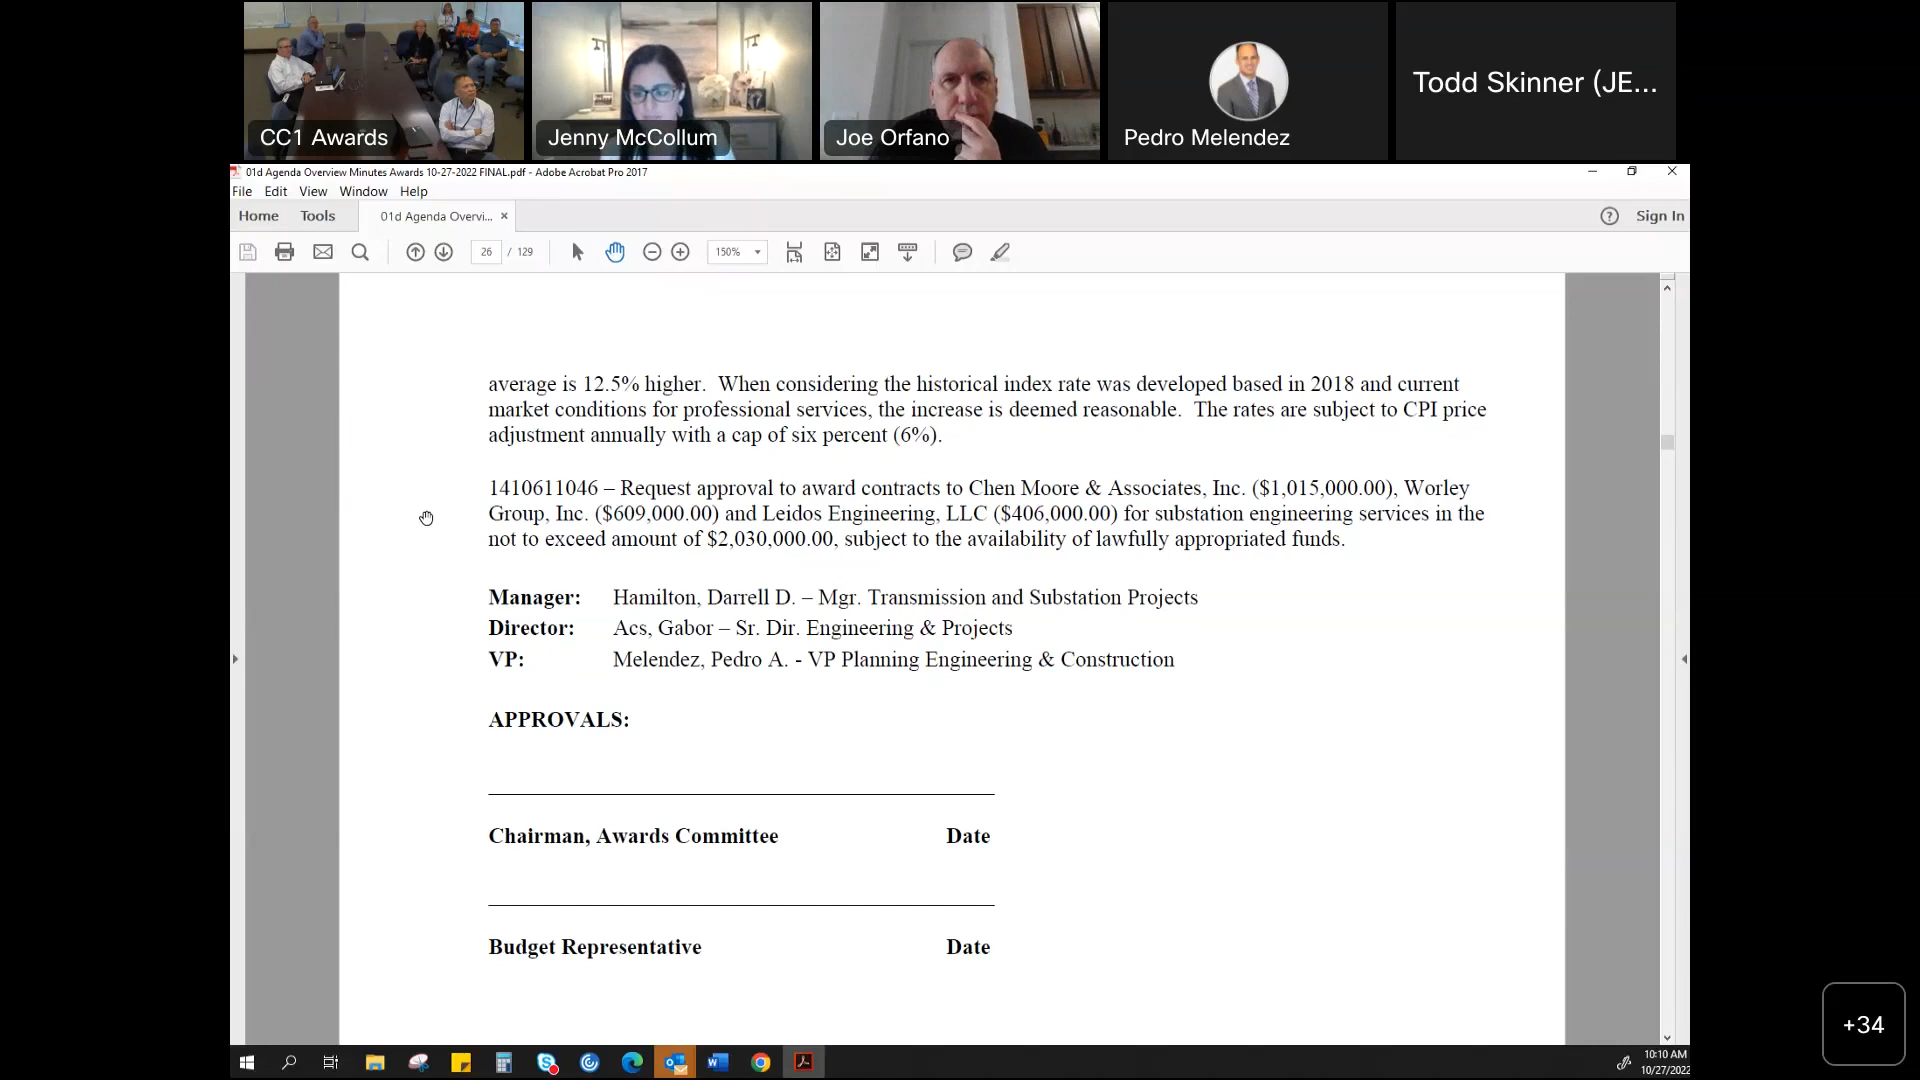 CC1 Awards
Jenny McCollum
Joe Orfano
Pedro Melendez
Todd Skinner (JE...
01d Agenda Overview Minutes Awards 10-27-2022 FINAL.pdf - Adobe Acrobat Pro 2017
File Edit View Window Help
Home Tools 01d Agenda Overvi... × Sign In
26 / 129 150%
average is 12.5% higher.  When considering the historical index rate was developed based in 2018 and current
market conditions for professional services, the increase is deemed reasonable.  The rates are subject to CPI price
adjustment annually with a cap of six percent (6%).
1410611046 – Request approval to award contracts to Chen Moore & Associates, Inc. ($1,015,000.00), Worley
Group, Inc. ($609,000.00) and Leidos Engineering, LLC ($406,000.00) for substation engineering services in the
not to exceed amount of $2,030,000.00, subject to the availability of lawfully appropriated funds.
Manager: Hamilton, Darrell D. – Mgr. Transmission and Substation Projects
Director: Acs, Gabor – Sr. Dir. Engineering & Projects
VP: Melendez, Pedro A. - VP Planning Engineering & Construction
APPROVALS:
Chairman, Awards Committee Date
Budget Representative Date
+34
10:10 AM
10/27/2022